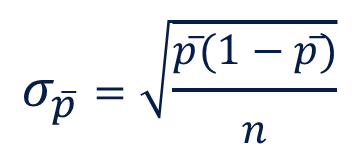 σ_p̄ = √(p̄(1 − p̄)/n)